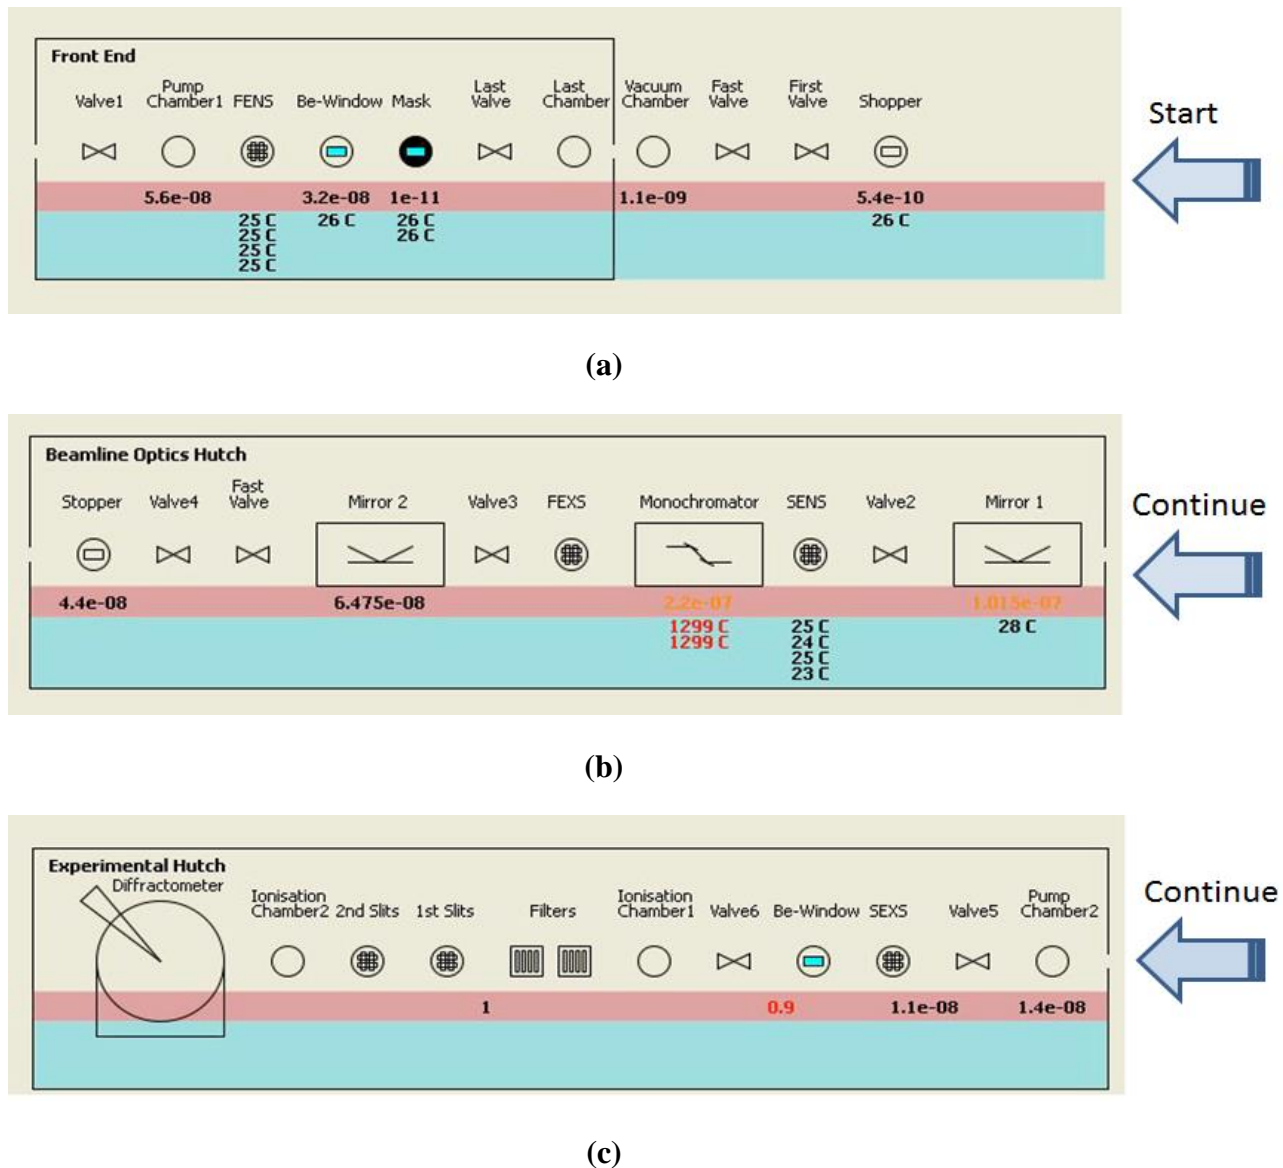 Front End
Valve1 Pump Chamber1 FENS Be-Window Mask Last Valve Last Chamber Vacuum Chamber Fast Valve First Valve Shopper
Start
5.6e-08 3.2e-08 1e-11 1.1e-09 5.4e-10
25 C 26 C 26 C 26 C
25 C 26 C
25 C
25 C
(a)
Beamline Optics Hutch
Stopper Valve4 Fast Valve Mirror 2 Valve3 FEXS Monochromator SENS Valve2 Mirror 1
Continue
4.4e-08 6.475e-08 2.2e-07 1.015e-07
1299 C 25 C 28 C
1299 C 24 C
25 C
23 C
(b)
Experimental Hutch
Diffractometer Ionisation Chamber2 2nd Slits 1st Slits Filters Ionisation Chamber1 Valve6 Be-Window SEXS Valve5 Pump Chamber2
Continue
1 0.9 1.1e-08 1.4e-08
(c)